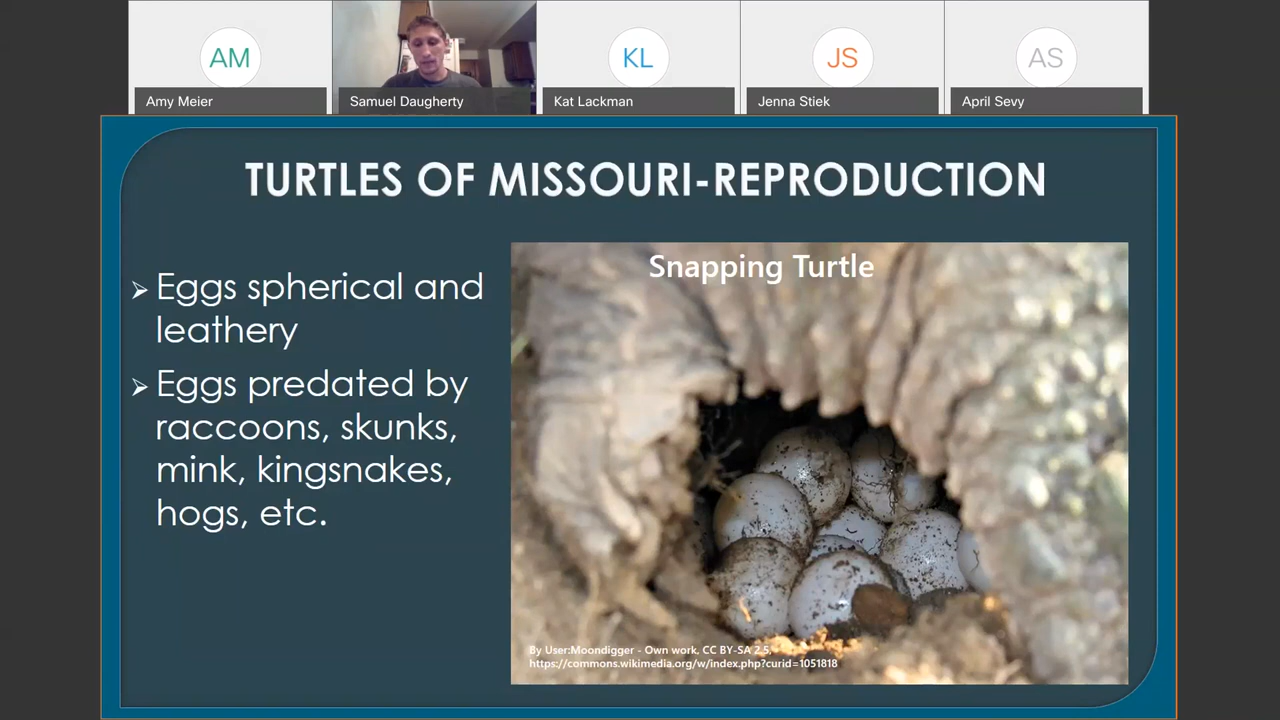 AM
KL
JS
AS
Amy Meier
Samuel Daugherty
Kat Lackman
Jenna Stiek
April Sevy
TURTLES OF MISSOURI-REPRODUCTION
Snapping Turtle
➢ Eggs spherical and
leathery
➢ Eggs predated by
raccoons, skunks,
mink, kingsnakes,
hogs, etc.
By User:Moondigger - Own work, CC BY-SA 2.5,
https://commons.wikimedia.org/w/index.php?curid=1051818